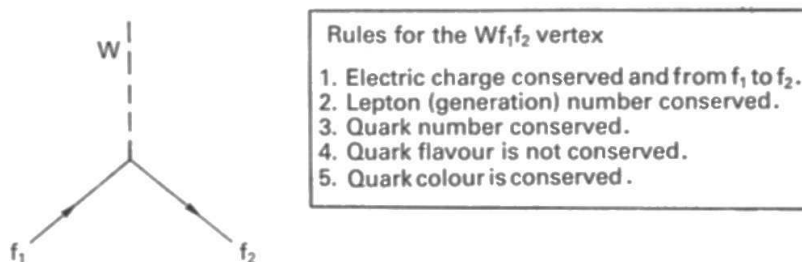 W
f₁
f₂
Rules for the Wf₁f₂ vertex
1. Electric charge conserved and from f₁ to f₂.
2. Lepton (generation) number conserved.
3. Quark number conserved.
4. Quark flavour is not conserved.
5. Quark colour is conserved.